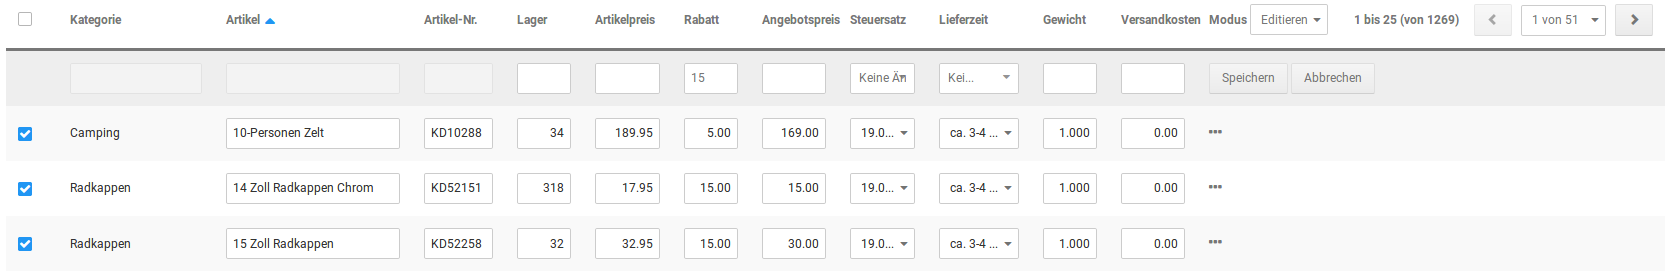 Kategorie Artikel Artikel-Nr. Lager Artikelpreis Rabatt Angebotspreis Steuersatz Lieferzeit Gewicht Versandkosten Modus Editieren 1 bis 25 (von 1269) 1 von 51
15 Keine Än Kei... Speichern Abbrechen
Camping 10-Personen Zelt KD10288 34 189.95 5.00 169.00 19.0... ca. 3-4 ... 1.000 0.00
Radkappen 14 Zoll Radkappen Chrom KD52151 318 17.95 15.00 15.00 19.0... ca. 3-4 ... 1.000 0.00
Radkappen 15 Zoll Radkappen KD52258 32 32.95 15.00 30.00 19.0... ca. 3-4 ... 1.000 0.00